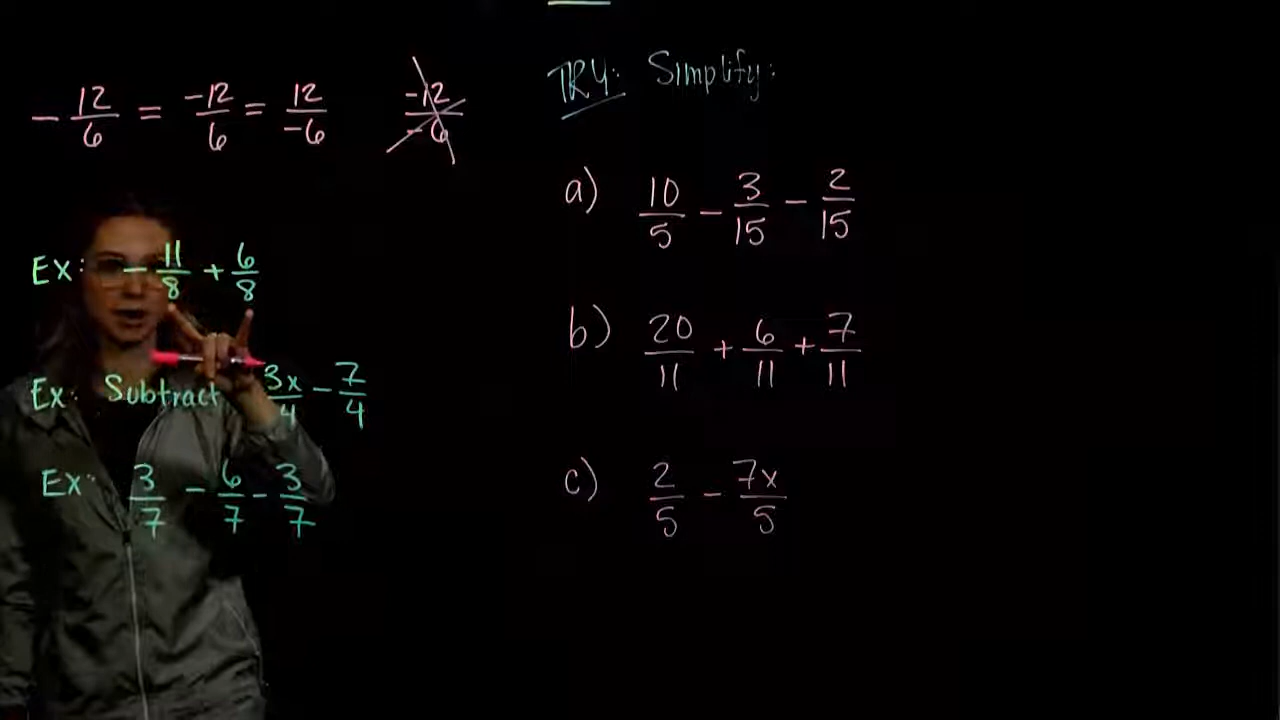 -12/6 = -12/6 = 12/-6 -12/-6
Ex: -11/8 + 6/8
Ex: Subtract 3x/4 - 7/4
Ex: 3/7 - 6/7 - 3/7
TRY: Simplify:
a) 10/5 - 3/15 - 2/15
b) 20/11 + 6/11 + 7/11
c) 2/5 - 7x/5